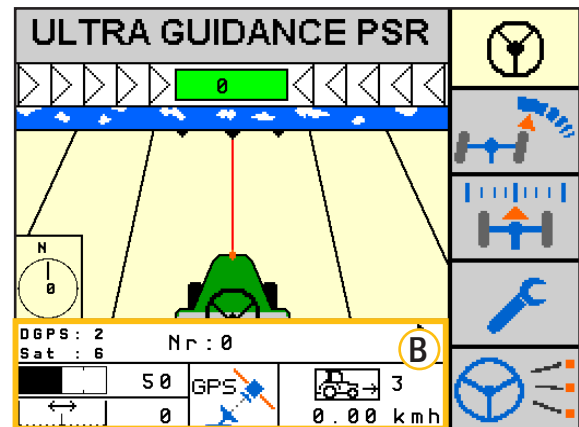 ULTRA GUIDANCE PSR
0
N
0
DGPS: 2
Sat : 6
Nr:0
B
50
GPS
3
0
0.00 kmh